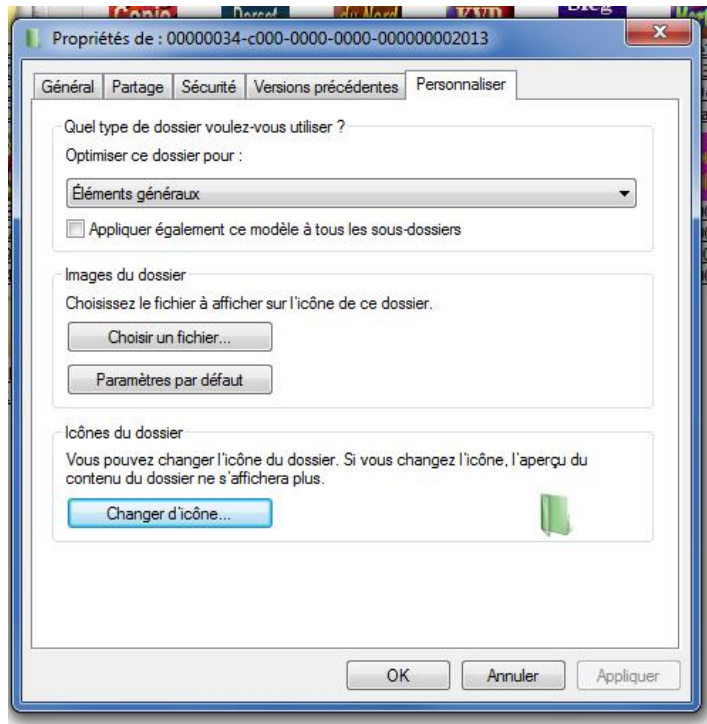 Dorset
du Nord
Propriétés de : 00000034-c000-0000-0000-000000002013
Général
Partage
Sécurité
Versions précédentes
Personnaliser
Quel type de dossier voulez-vous utiliser ?
Optimiser ce dossier pour :
Éléments généraux
Appliquer également ce modèle à tous les sous-dossiers
Images du dossier
Choisissez le fichier à afficher sur l'icône de ce dossier.
Choisir un fichier...
Paramètres par défaut
Icônes du dossier
Vous pouvez changer l'icône du dossier. Si vous changez l'icône, l'aperçu du
contenu du dossier ne s'affichera plus.
Changer d'icône...
OK
Annuler
Appliquer